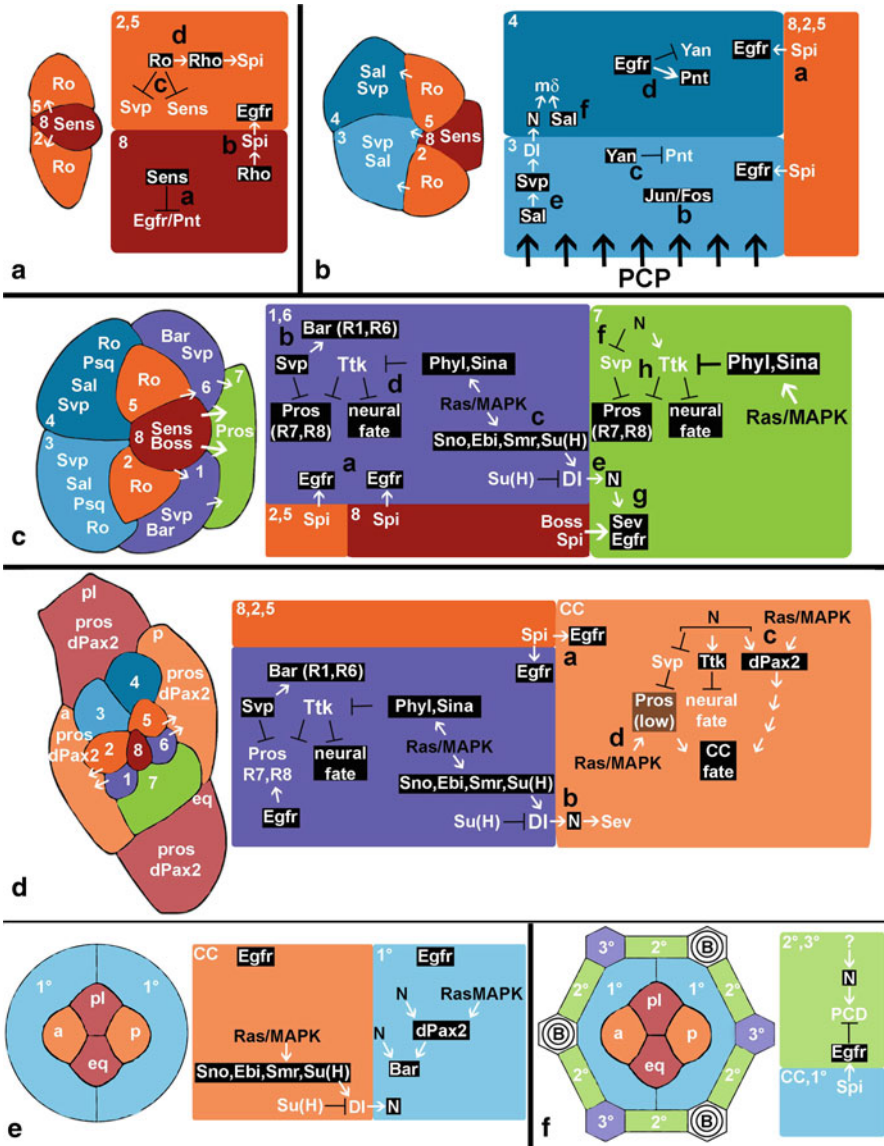 2,5
d
Ro Rho Spi
Ro
c
Svp Sens
5
8 Sens
2
Egfr
b Spi
8
Rho
Ro
Sens
a
Egfr/Pnt
a
4
8,2,5
Yan
Egfr
Pnt
d
Egfr Spi
a
mδ
f
N Sal
Sal
Svp
Ro
4
5
3
8 Sens
2
Svp
Sal
Ro
3
Dl
Svp
Sal
e
Yan Pnt
c
Egfr Spi
Jun/Fos
b
PCP
b
1,6
b Bar (R1,R6)
Svp Ttk
d
Phyl,Sina
Ras/MAPK
c
Pros
(R7,R8)
neural
fate
Sno,Ebi,Smr,Su(H)
a
Egfr Egfr
Su(H) Dl
e
N
2,5
Spi
8
Spi
Boss
Spi
g
Sev
Egfr
7
f N
Svp
h
Ttk
Phyl,Sina
Pros
(R7,R8)
neural
fate
Ras/MAPK
Ro
Psq
Sal
Svp
4
Bar
Svp
Ro
5
6
7
Sens
8 Boss
Pros
3
Svp
Sal
Psq
Ro
2
Ro
1
Svp
Bar
c
pl
pros
dPax2
p
pros
dPax2
4
3
5
a
pros
dPax2
2
8
6
1
7
eq
pros
dPax2
d
8,2,5
Spi
Egfr
Egfr
a
Bar (R1,R6)
Svp Ttk
Phyl,Sina
Ras/MAPK
Pros
R7,R8
neural
fate
Sno,Ebi,Smr,Su(H)
Egfr
Su(H) Dl
b
N Sev
CC
N Ras/MAPK
c
Svp Ttk dPax2
Pros
(low)
neural
fate
d
Ras/MAPK
CC
fate
1° 1°
pl
a p
eq
e
CC
Egfr
Ras/MAPK
Sno,Ebi,Smr,Su(H)
Su(H) Dl N
1°
Egfr
N RasMAPK
dPax2
N
Bar
3° 2° B
2° 1° 1° 2°
pl
B a p 3°
eq
2° 2°
3° 2° B
f
2°,3° ?
N
PCD
Egfr
CC,1°
Spi